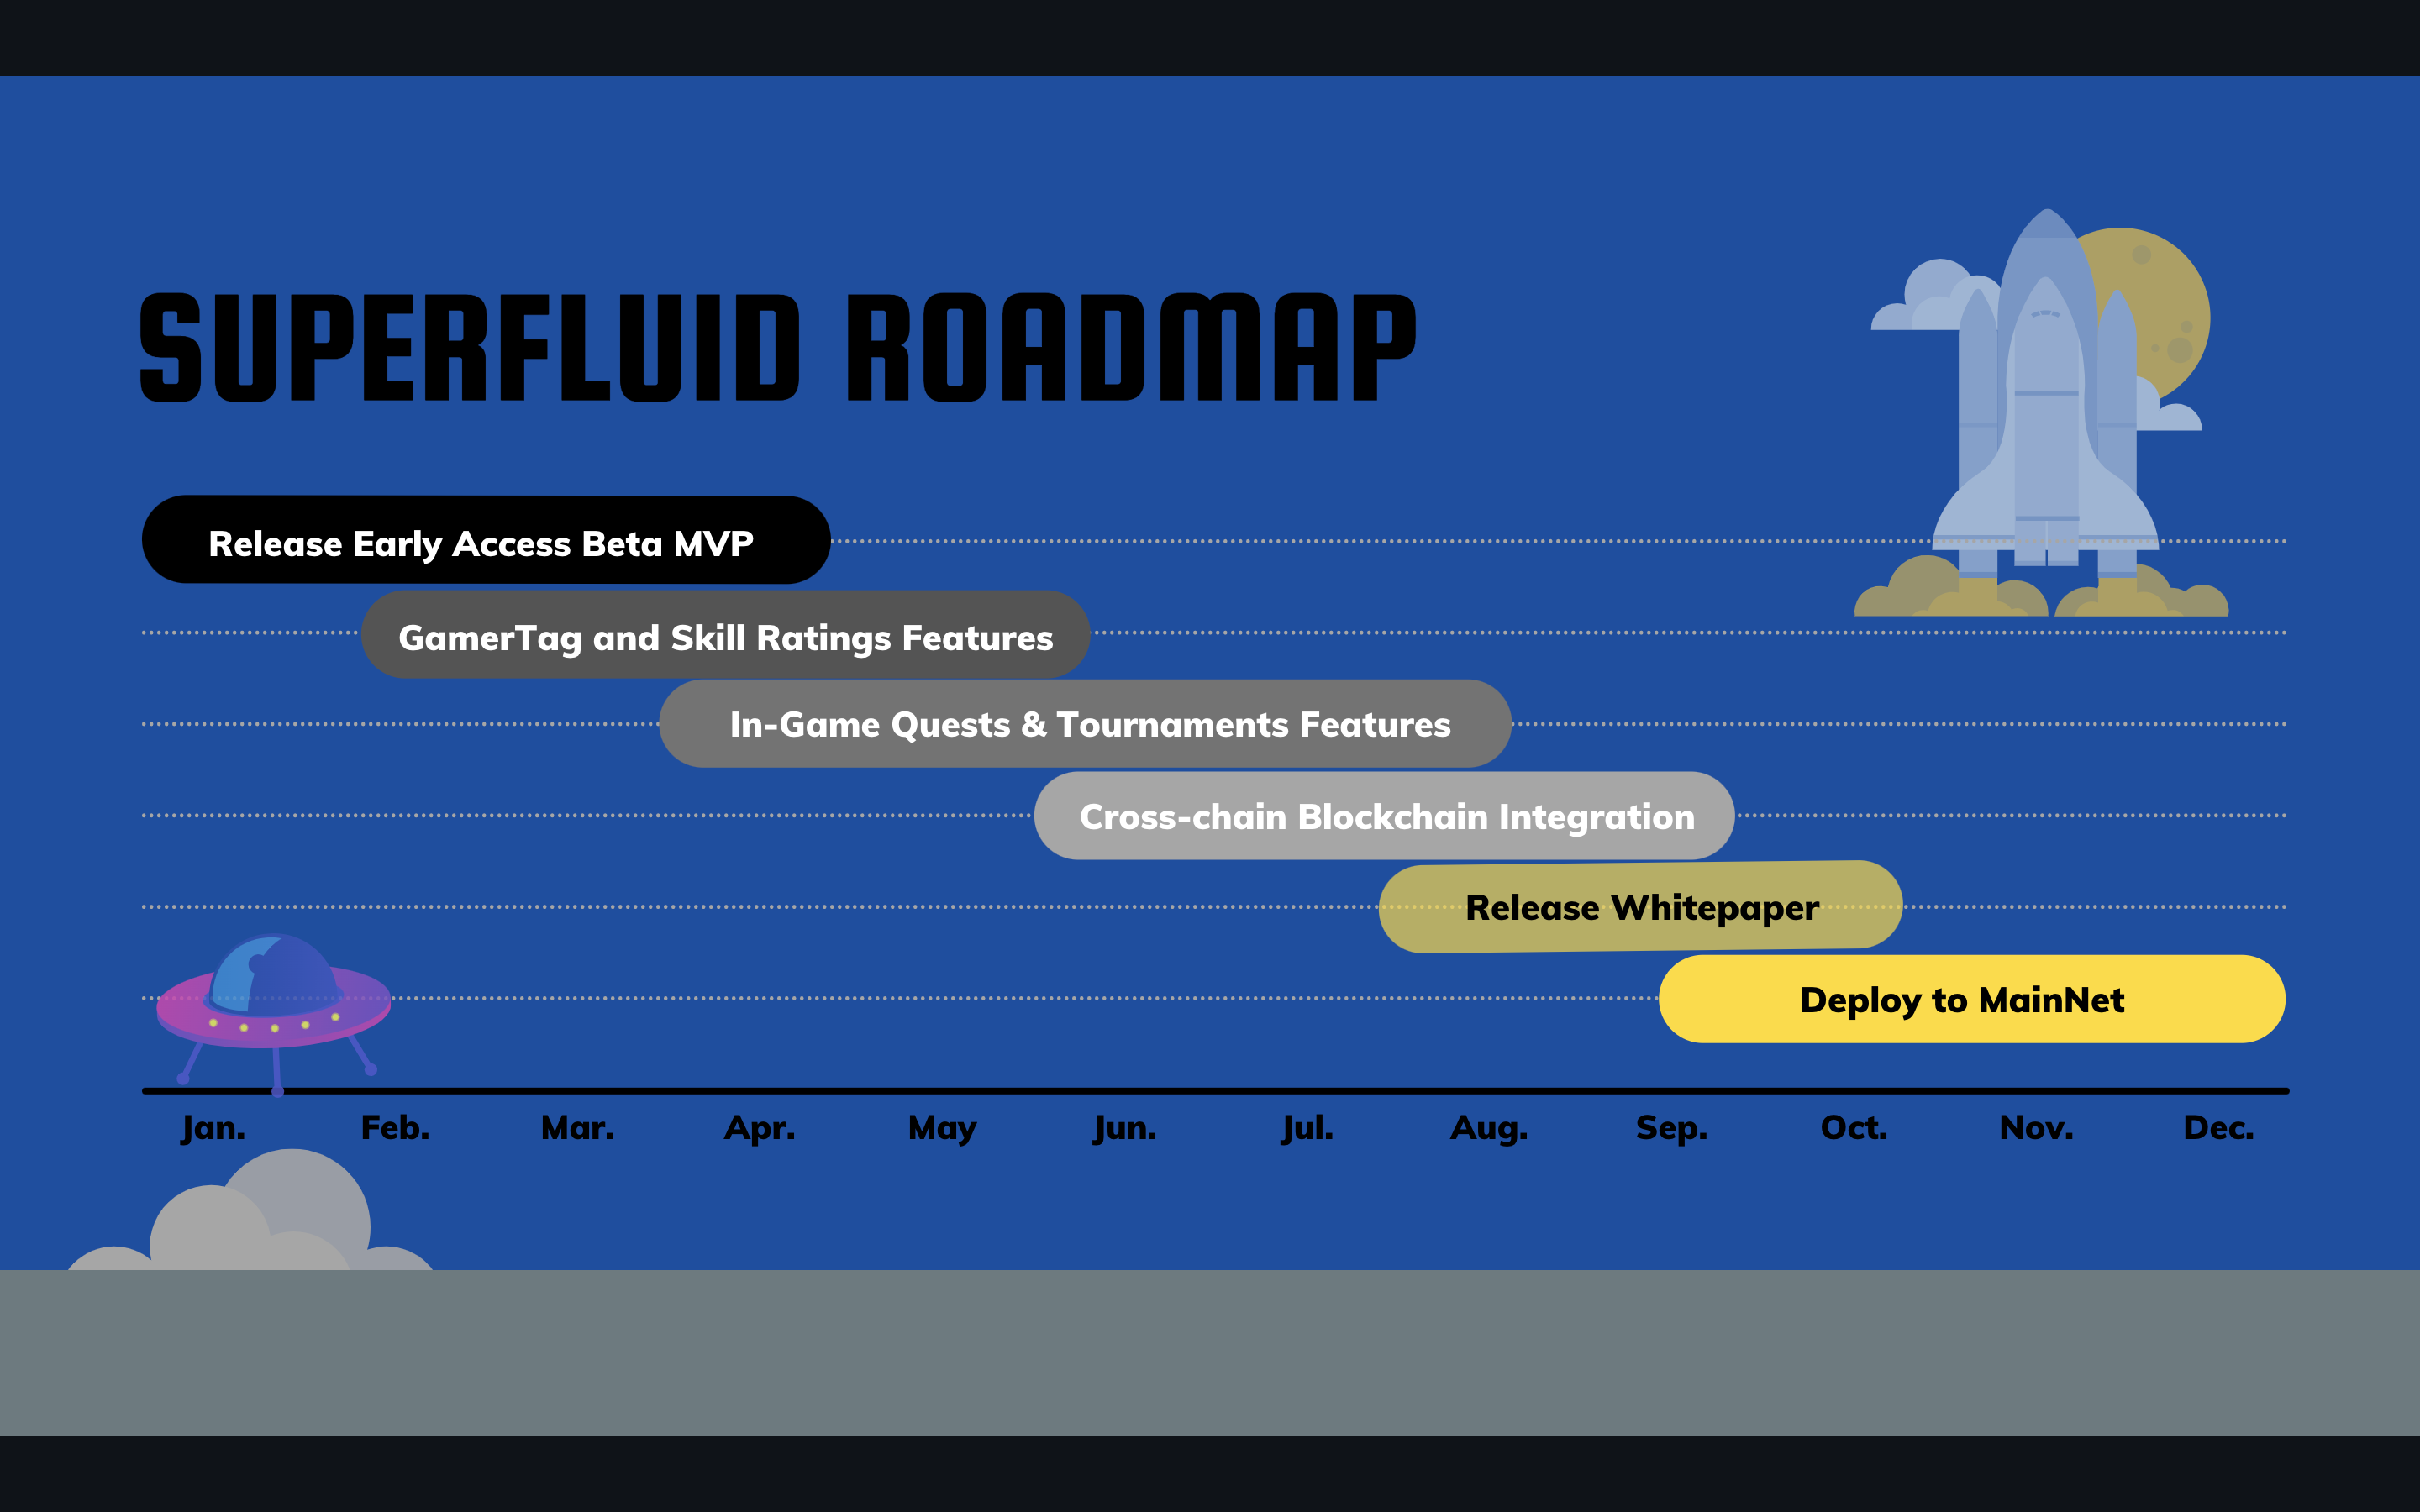 SUPERFLUID ROADMAP
Release Early Access Beta MVP
GamerTag and Skill Ratings Features
In-Game Quests & Tournaments Features
Cross-chain Blockchain Integration
Release Whitepaper
Deploy to MainNet
Jan. Feb. Mar. Apr. May Jun. Jul. Aug. Sep. Oct. Nov. Dec.